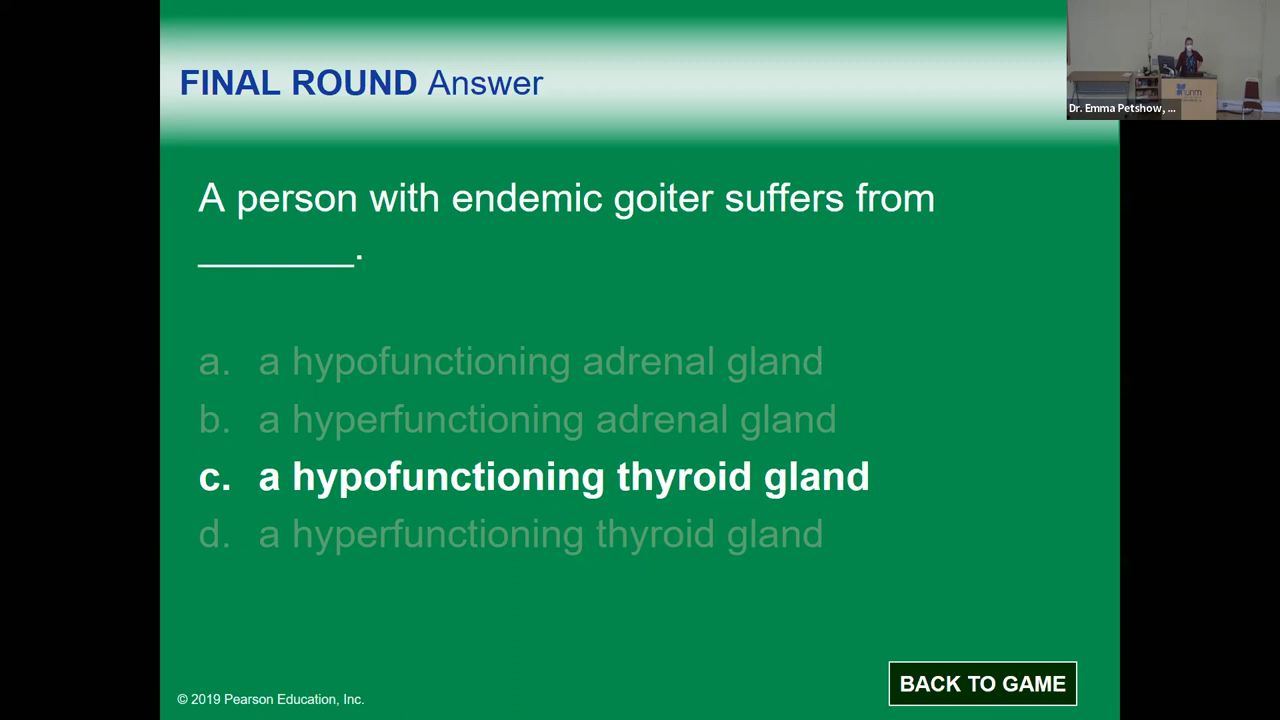 FINAL ROUND Answer
Dr. Emma Petshow, ...
A person with endemic goiter suffers from
________.
a. a hypofunctioning adrenal gland
b. a hyperfunctioning adrenal gland
c. a hypofunctioning thyroid gland
d. a hyperfunctioning thyroid gland
BACK TO GAME
© 2019 Pearson Education, Inc.